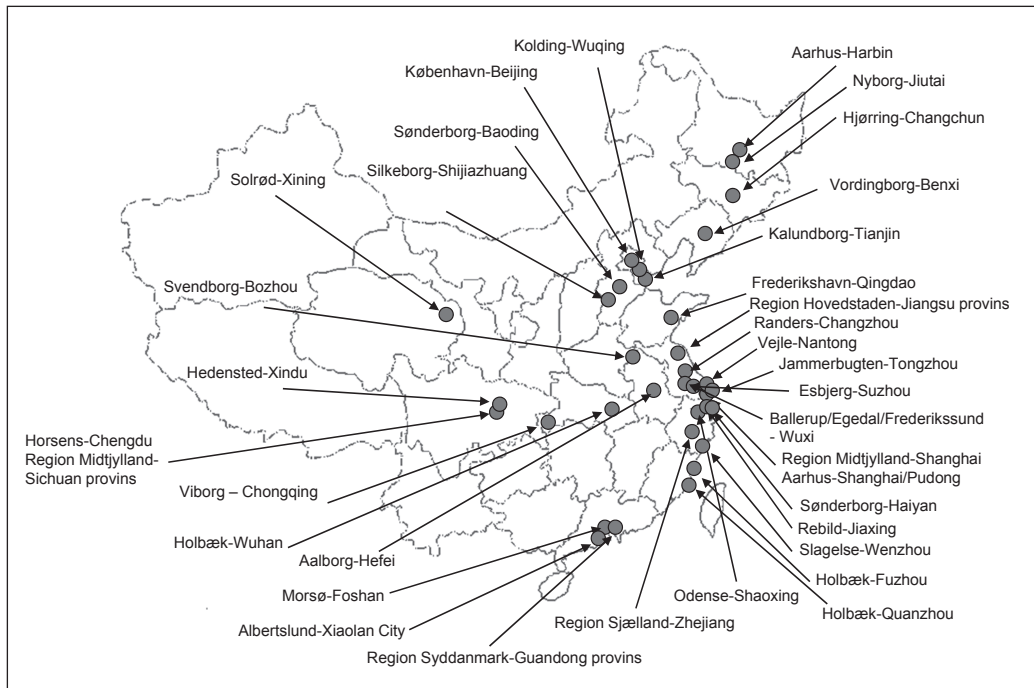 Kolding-Wuqing
København-Beijing
Aarhus-Harbin
Nyborg-Jiutai
Hjørring-Changchun
Sønderborg-Baoding
Silkeborg-Shijiazhuang
Solrød-Xining
Vordingborg-Benxi
Kalundborg-Tianjin
Svendborg-Bozhou
Frederikshavn-Qingdao
Region Hovedstaden-Jiangsu provins
Randers-Changzhou
Vejle-Nantong
Jammerbugten-Tongzhou
Hedensted-Xindu
Esbjerg-Suzhou
Ballerup/Egedal/Frederikssund
- Wuxi
Horsens-Chengdu
Region Midtjylland-
Sichuan provins
Region Midtjylland-Shanghai
Aarhus-Shanghai/Pudong
Viborg – Chongqing
Sønderborg-Haiyan
Rebild-Jiaxing
Holbæk-Wuhan
Slagelse-Wenzhou
Aalborg-Hefei
Holbæk-Fuzhou
Morsø-Foshan
Odense-Shaoxing
Holbæk-Quanzhou
Region Sjælland-Zhejiang
Albertslund-Xiaolan City
Region Syddanmark-Guandong provins